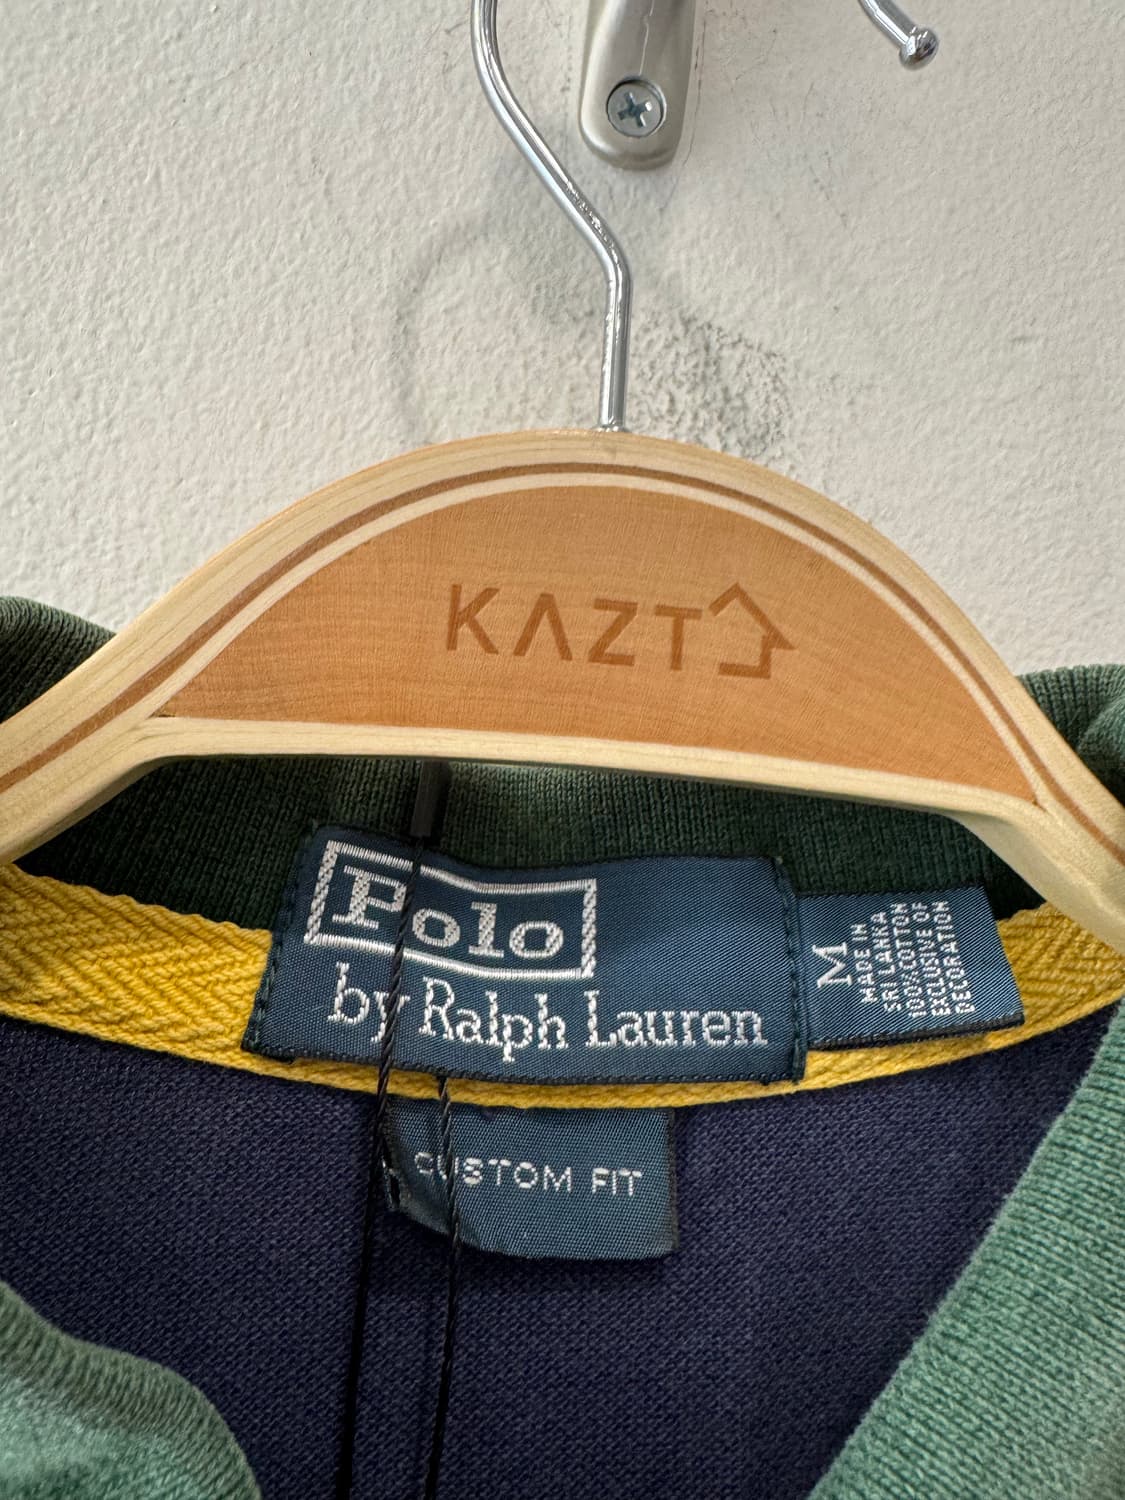 KAZT
Polo
by Ralph Lauren
M
MADE IN
SRI LANKA
100% COTTON
EXCLUSIVE OF
DECORATION
CUSTOM FIT